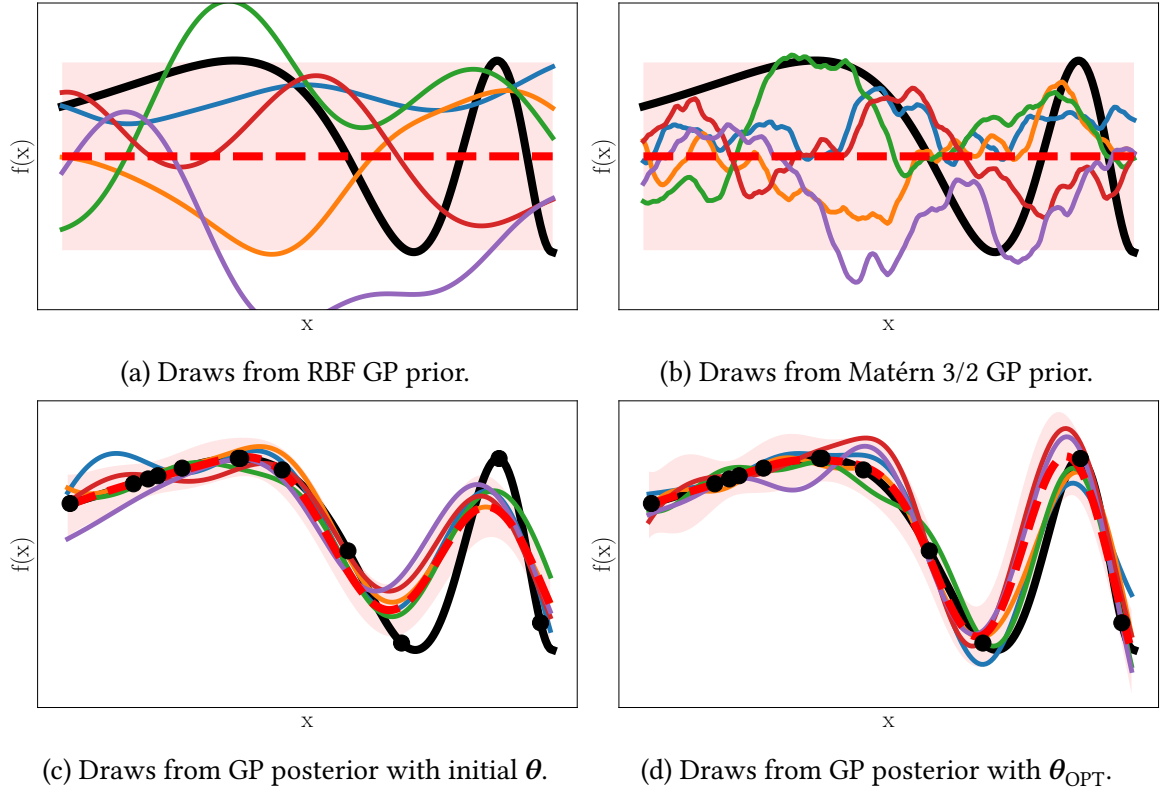 f(x)
x
(a) Draws from RBF GP prior.
f(x)
x
(b) Draws from Matérn 3/2 GP prior.
f(x)
x
(c) Draws from GP posterior with initial θ.
f(x)
x
(d) Draws from GP posterior with θOPT.